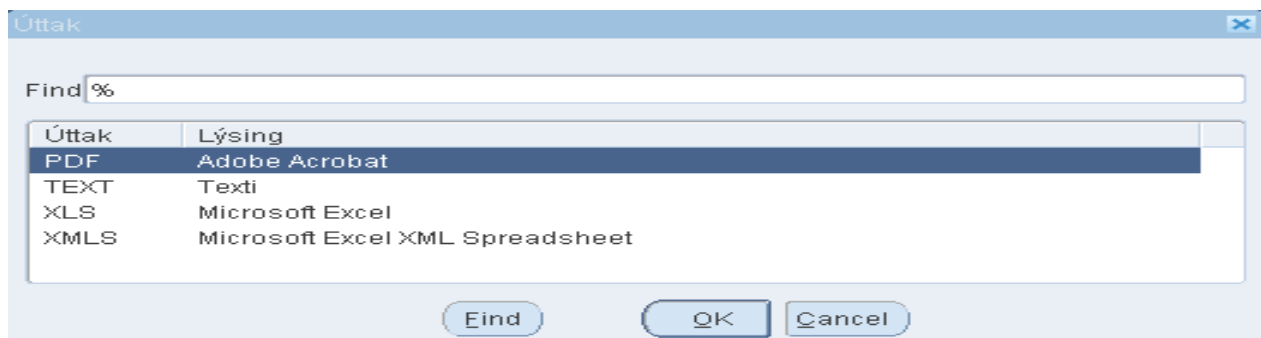 Úttak
Find %
Úttak Lýsing
PDF Adobe Acrobat
TEXT Texti
XLS Microsoft Excel
XMLS Microsoft Excel XML Spreadsheet
Find OK Cancel